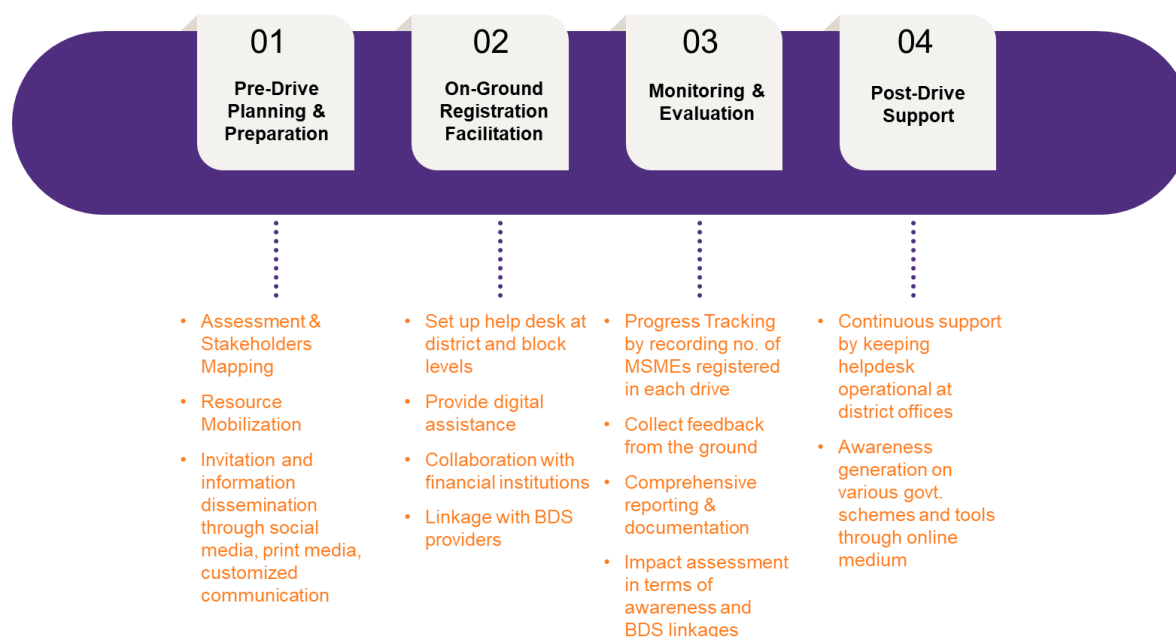 01
Pre-Drive
Planning &
Preparation
02
On-Ground
Registration
Facilitation
03
Monitoring &
Evaluation
04
Post-Drive
Support
• Assessment &
Stakeholders
Mapping
• Resource
Mobilization
• Invitation and
information
dissemination
through social
media, print media,
customized
communication
• Set up help desk at
district and block
levels
• Provide digital
assistance
• Collaboration with
financial institutions
• Linkage with BDS
providers
• Progress Tracking
by recording no. of
MSMEs registered
in each drive
• Collect feedback
from the ground
• Comprehensive
reporting &
documentation
• Impact assessment
in terms of
awareness and
BDS linkages
• Continuous support
by keeping
helpdesk
operational at
district offices
• Awareness
generation on
various govt.
schemes and tools
through online
medium